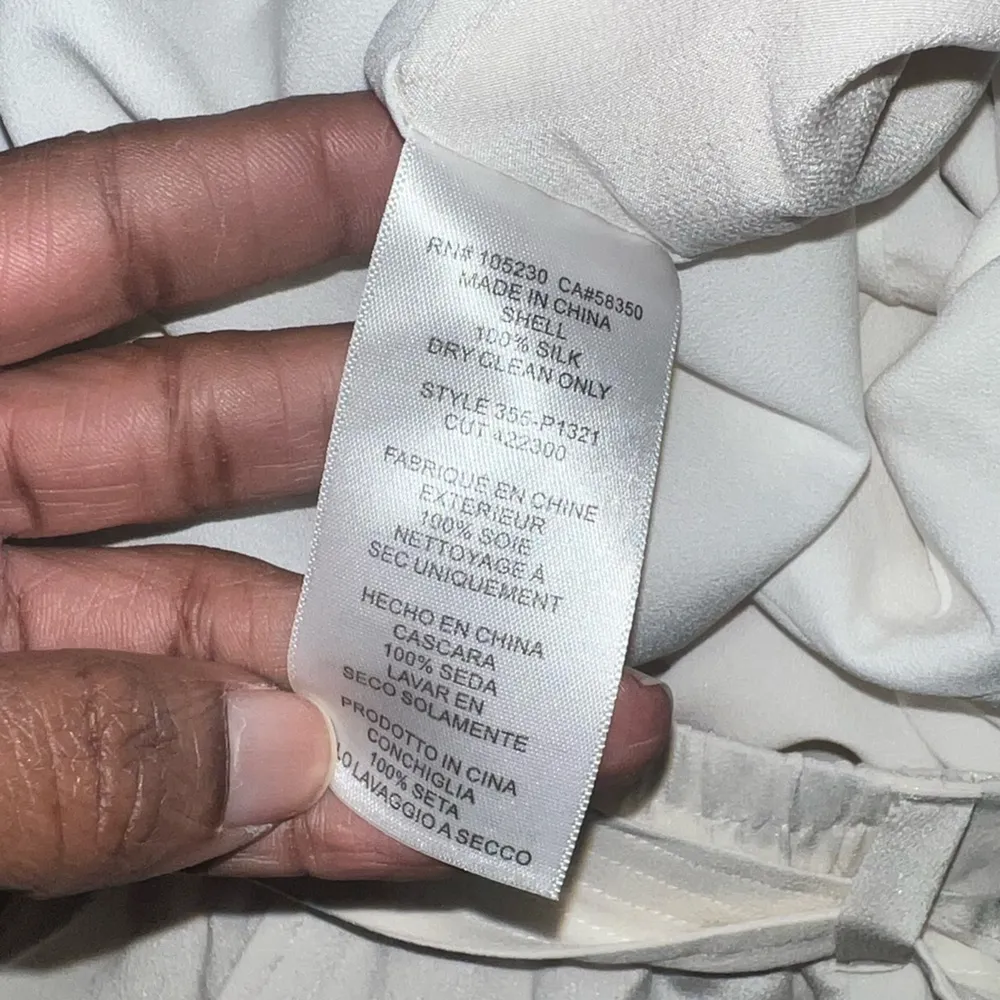 RN# 105230 CA#58350
MADE IN CHINA
SHELL
100% SILK
DRY CLEAN ONLY
STYLE 355-P1321
CUT 422300
FABRIQUÉ EN CHINE
EXTERIEUR
100% SOIE
NETTOYAGE À
SEC UNIQUEMENT
HECHO EN CHINA
CASCARA
100% SEDA
LAVAR EN
SECO SOLAMENTE
PRODOTTO IN CINA
CONCHIGLIA
100% SETA
LAVAGGIO A SECCO